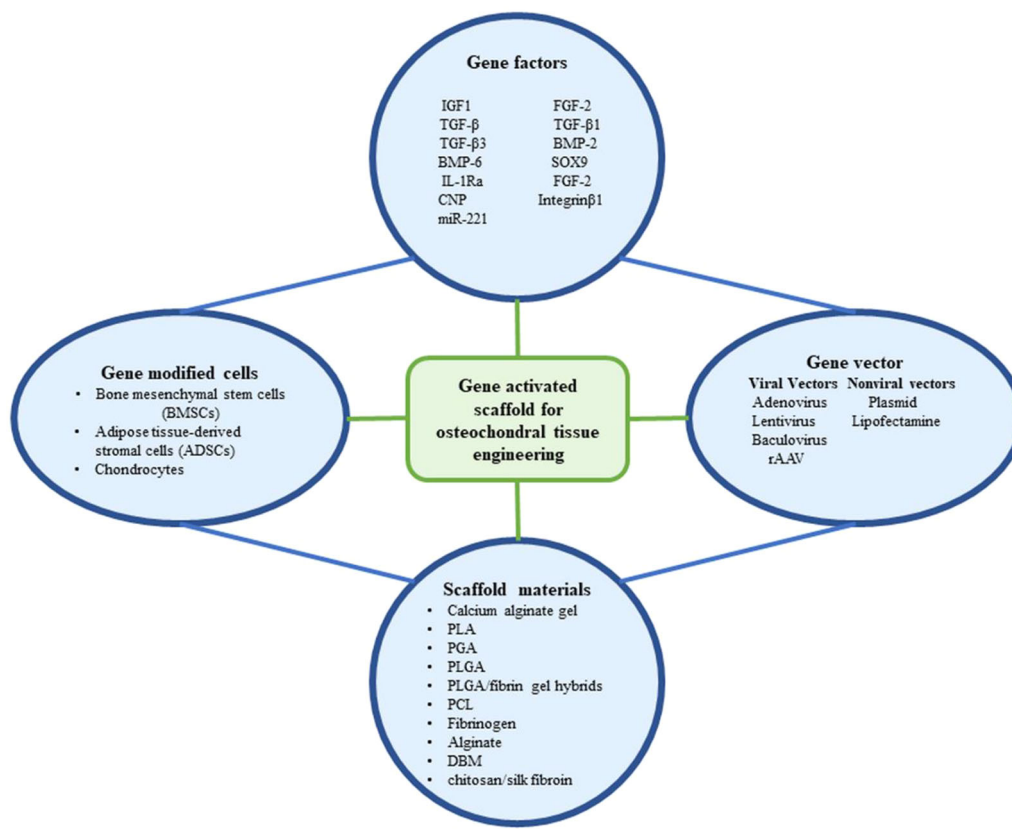 Gene factors
IGF1 FGF-2
TGF-β TGF-β1
TGF-β3 BMP-2
BMP-6 SOX9
IL-1Ra FGF-2
CNP Integrinβ1
miR-221
Gene modified cells
• Bone mesenchymal stem cells
(BMSCs)
• Adipose tissue-derived
stromal cells (ADSCs)
• Chondrocytes
Gene activated
scaffold for
osteochondral tissue
engineering
Gene vector
Viral Vectors Nonviral vectors
Adenovirus Plasmid
Lentivirus Lipofectamine
Baculovirus
rAAV
Scaffold materials
• Calcium alginate gel
• PLA
• PGA
• PLGA
• PLGA/fibrin gel hybrids
• PCL
• Fibrinogen
• Alginate
• DBM
• chitosan/silk fibroin